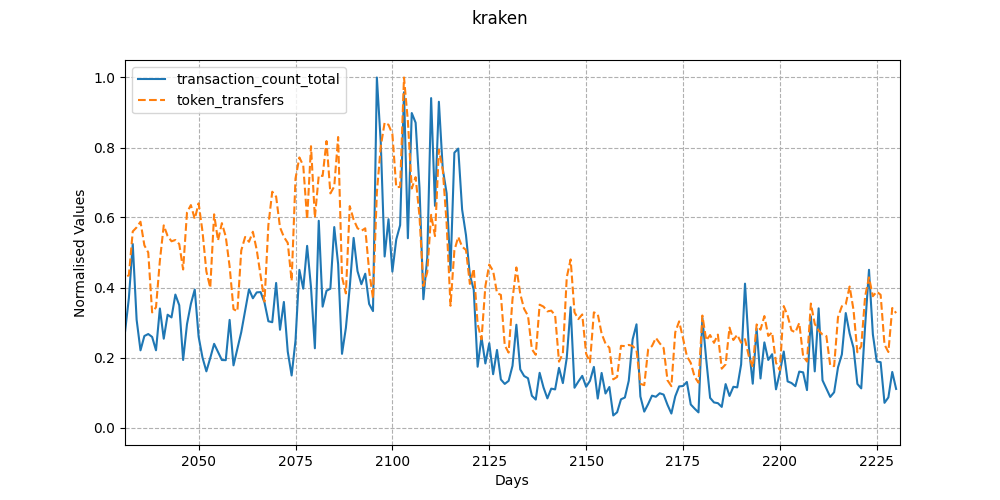 kraken
transaction_count_total
token_transfers
1.0
0.8
0.6
0.4
0.2
0.0
Normalised Values
2050
2075
2100
2125
2150
2175
2200
2225
Days